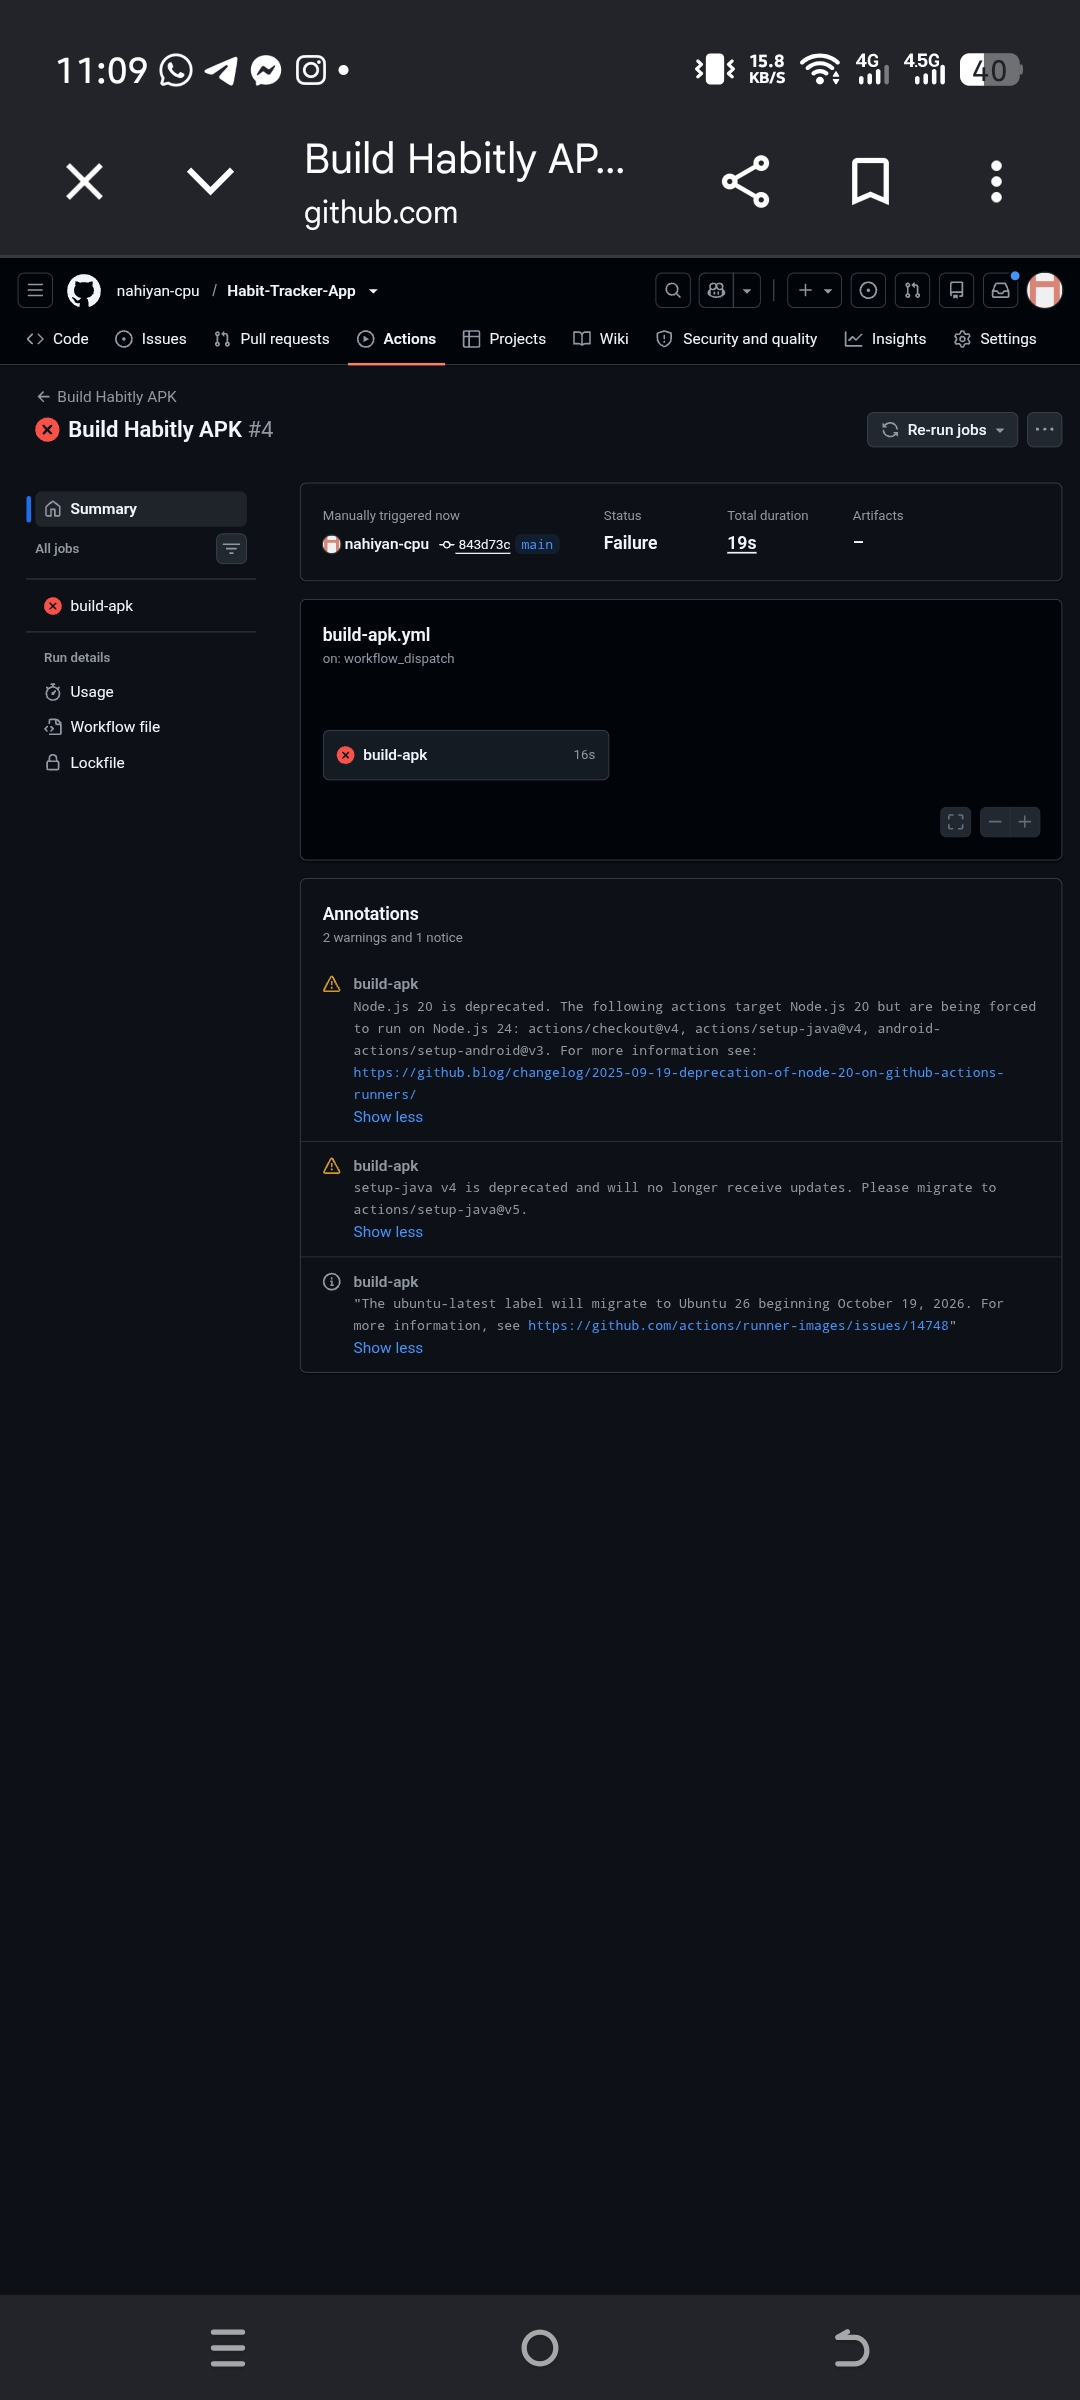 11:09
15.8
KB/S
4G
4.5G
40
Build Habitly AP...
github.com
nahiyan-cpu / Habit-Tracker-App
Code
Issues
Pull requests
Actions
Projects
Wiki
Security and quality
Insights
Settings
Build Habitly APK
Build Habitly APK #4
Re-run jobs
Summary
All jobs
build-apk
Run details
Usage
Workflow file
Lockfile
Manually triggered now
nahiyan-cpu 843d73c main
Status
Failure
Total duration
19s
Artifacts
–
build-apk.yml
on: workflow_dispatch
build-apk 16s
Annotations
2 warnings and 1 notice
build-apk
Node.js 20 is deprecated. The following actions target Node.js 20 but are being forced
to run on Node.js 24: actions/checkout@v4, actions/setup-java@v4, android-
actions/setup-android@v3. For more information see:
https://github.blog/changelog/2025-09-19-deprecation-of-node-20-on-github-actions-
runners/
Show less
build-apk
setup-java v4 is deprecated and will no longer receive updates. Please migrate to
actions/setup-java@v5.
Show less
build-apk
"The ubuntu-latest label will migrate to Ubuntu 26 beginning October 19, 2026. For
more information, see https://github.com/actions/runner-images/issues/14748"
Show less